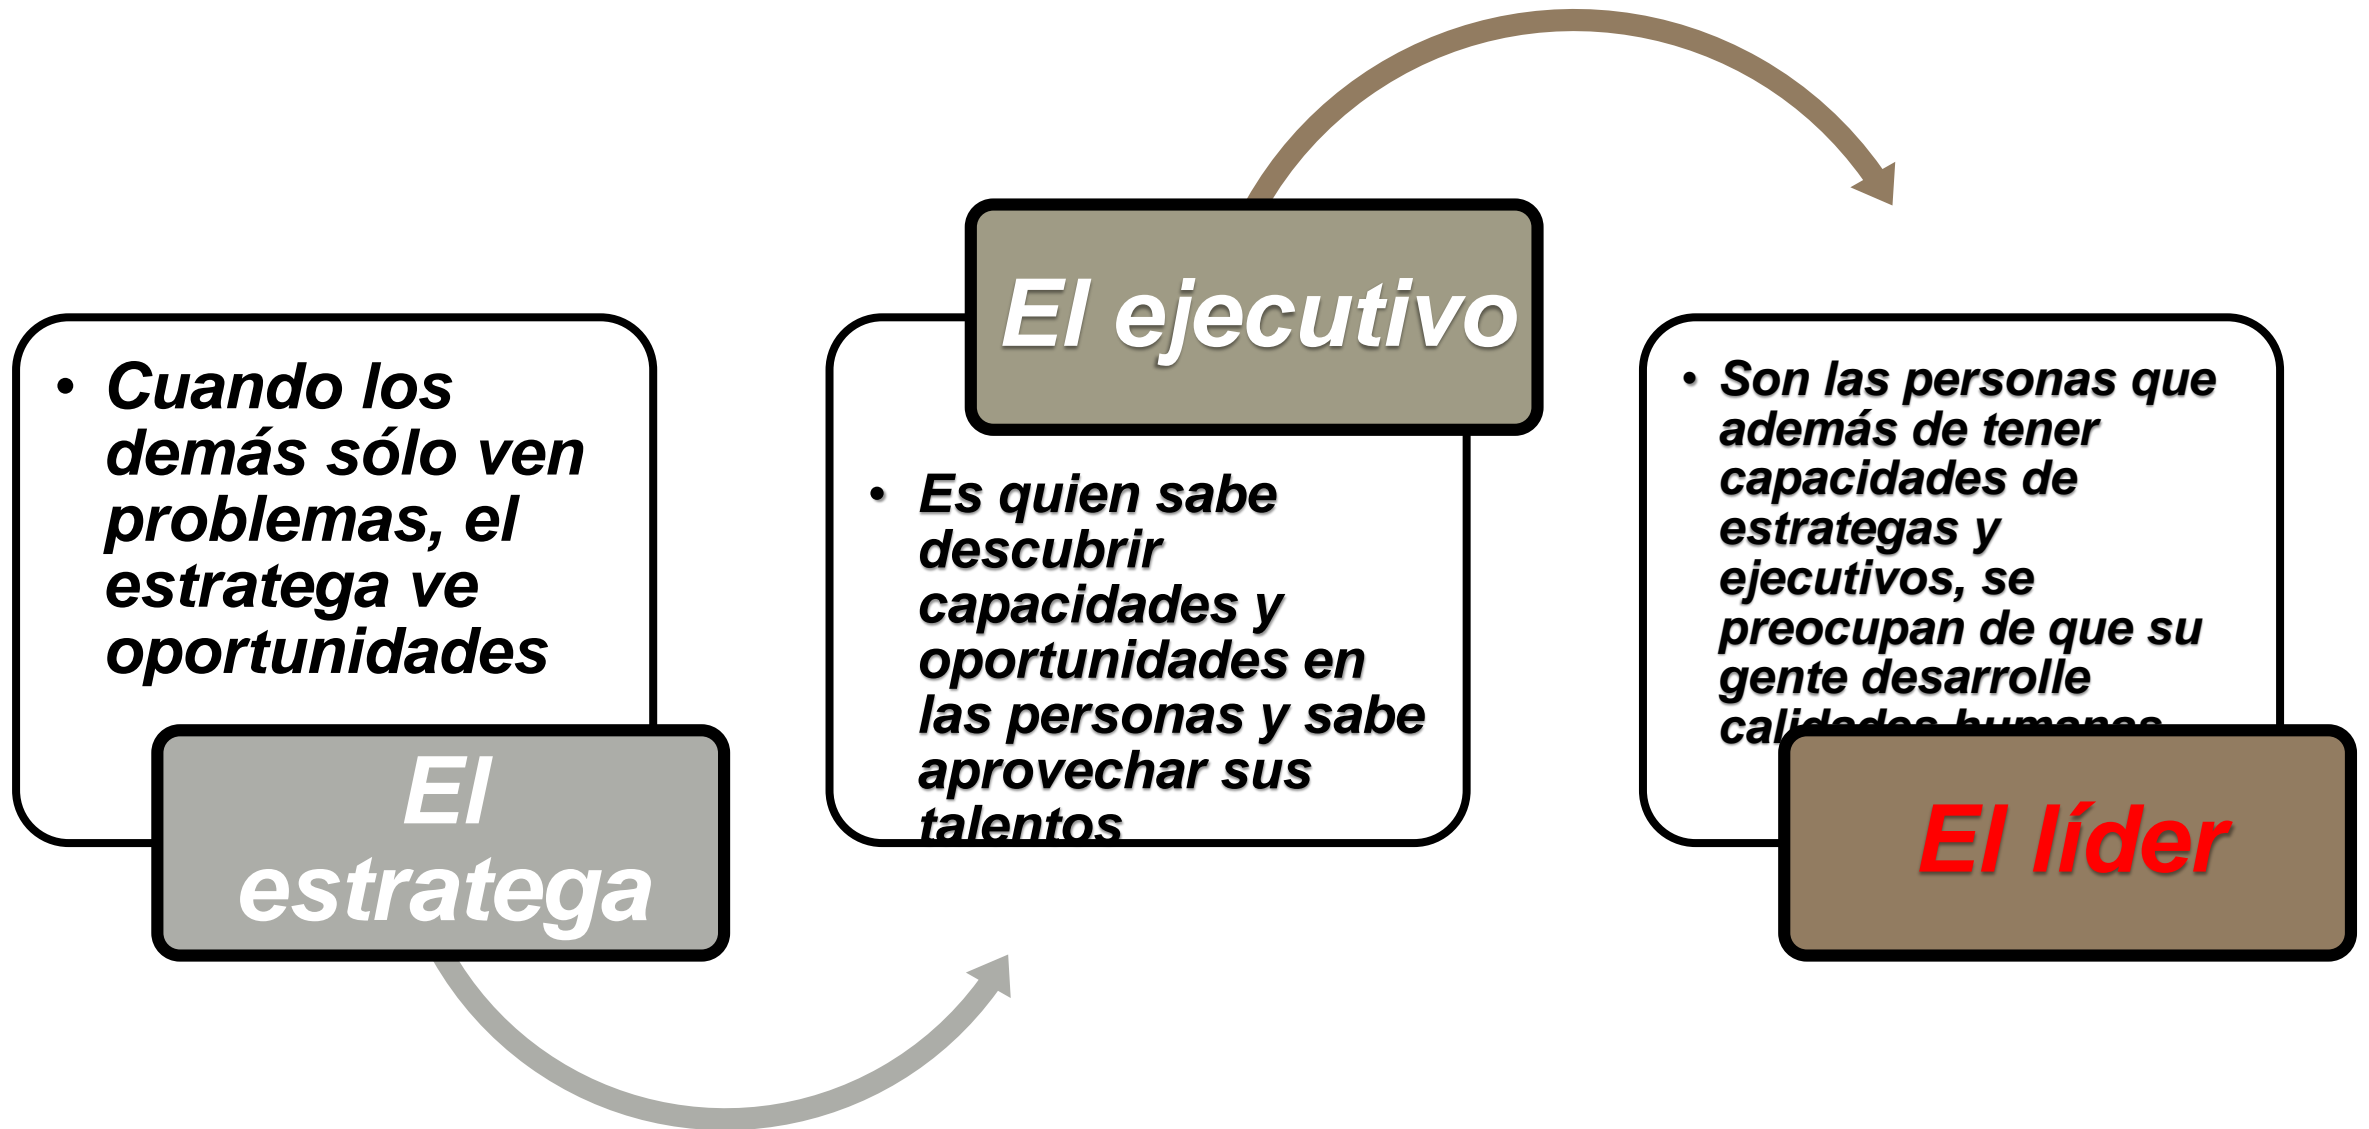 • Cuando los
demás sólo ven
problemas, el
estratega ve
oportunidades
El
estratega
El ejecutivo
• Es quien sabe
descubrir
capacidades y
oportunidades en
las personas y sabe
aprovechar sus
talentos
• Son las personas que
además de tener
capacidades de
estrategas y
ejecutivos, se
preocupan de que su
gente desarrolle
calidades humanas
El líder